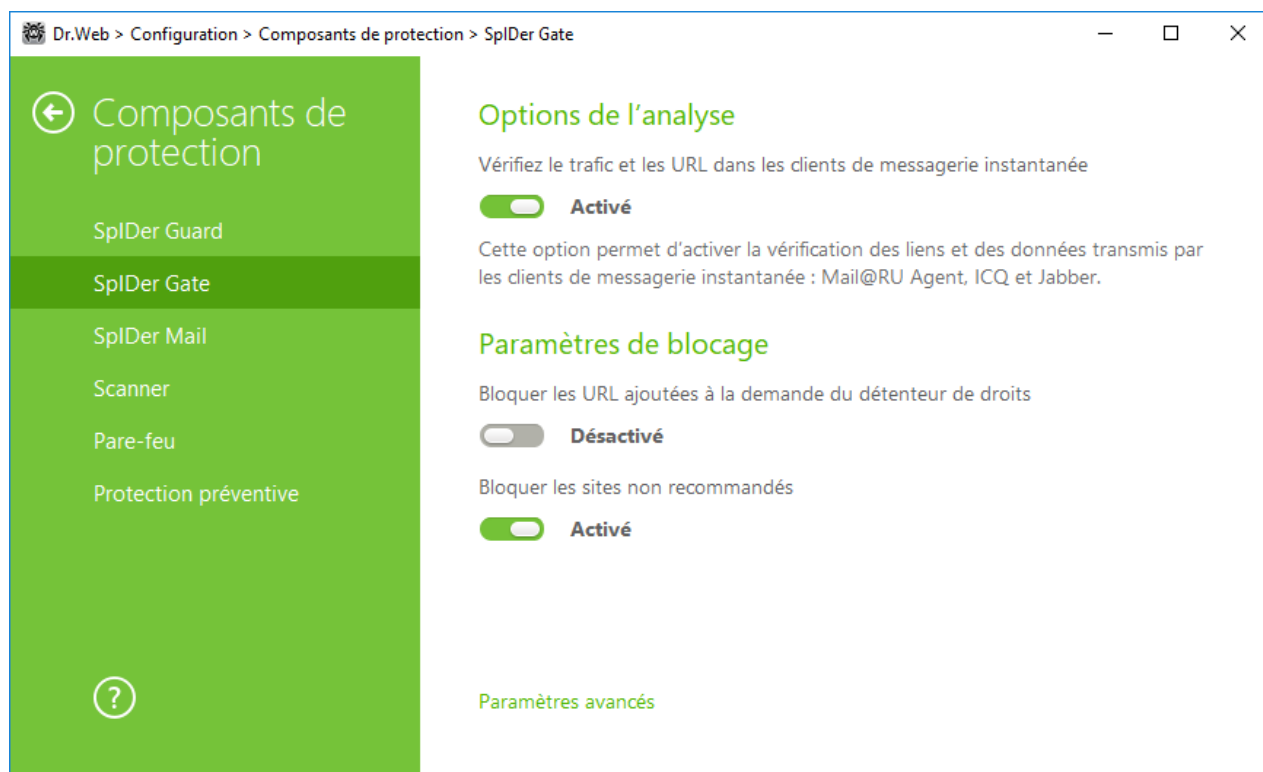 Dr.Web > Configuration > Composants de protection > SpIDer Gate
Composants de
protection
SpIDer Guard
SpIDer Gate
SpIDer Mail
Scanner
Pare-feu
Protection préventive
?
Options de l’analyse
Vérifiez le trafic et les URL dans les clients de messagerie instantanée
Activé
Cette option permet d'activer la vérification des liens et des données transmis par
les clients de messagerie instantanée : Mail@RU Agent, ICQ et Jabber.
Paramètres de blocage
Bloquer les URL ajoutées à la demande du détenteur de droits
Désactivé
Bloquer les sites non recommandés
Activé
Paramètres avancés